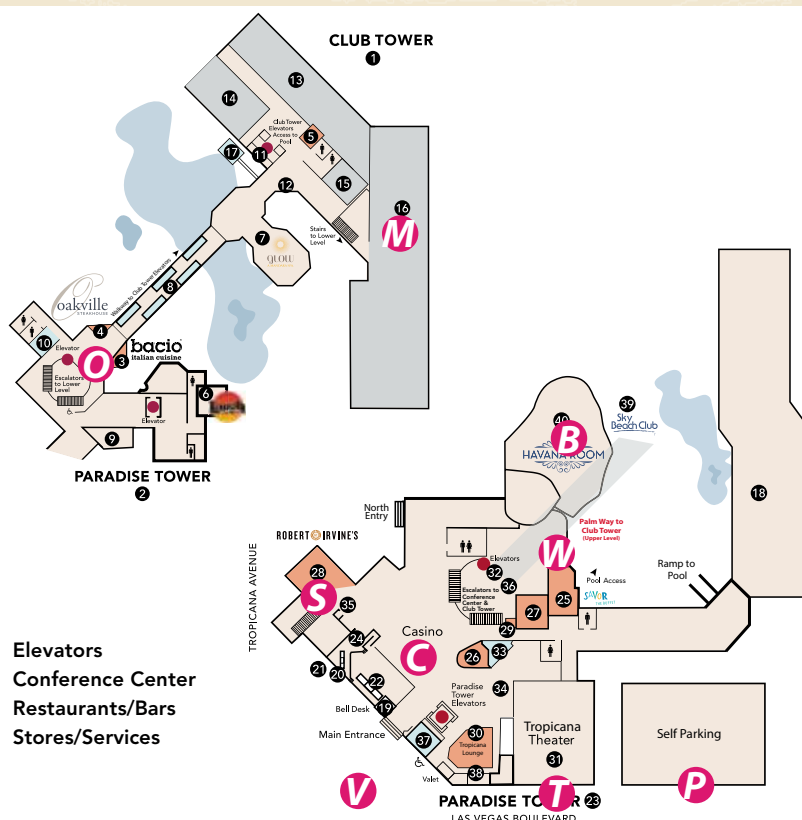 CLUB TOWER
1
13
14
Club Tower
Elevators
Access to
Pool
5
17
11
12
15
16
M
Stairs
to Lower
Level
7
GLOW
Walkway to Club Tower Elevators
8
Oakville
STEAKHOUSE
10
4
bacio
italian cuisine
3
Elevator
O
Escalators
to Lower
Level
6
Elevator
9
PARADISE TOWER
2
39
Sky
Beach Club
40
B
HAVANA ROOM
18
North
Entry
Palm Way to
Club Tower
(Upper Level)
ROBERT IRVINE'S
W
Elevators
32
36
Pool Access
Ramp to
Pool
TROPICANA AVENUE
28
S
Escalators to
Conference
Center &
Club Tower
SAVOR
25
27
35
29
Casino
24
C
26
33
21
20
22
Paradise
Tower
Elevators
34
Bell Desk
19
Main Entrance
37
30
Tropicana
Lounge
Tropicana
Theater
31
Self Parking
Valet
38
V
T
P
PARADISE TOWER 23
LAS VEGAS BOULEVARD
Elevators
Conference Center
Restaurants/Bars
Stores/Services